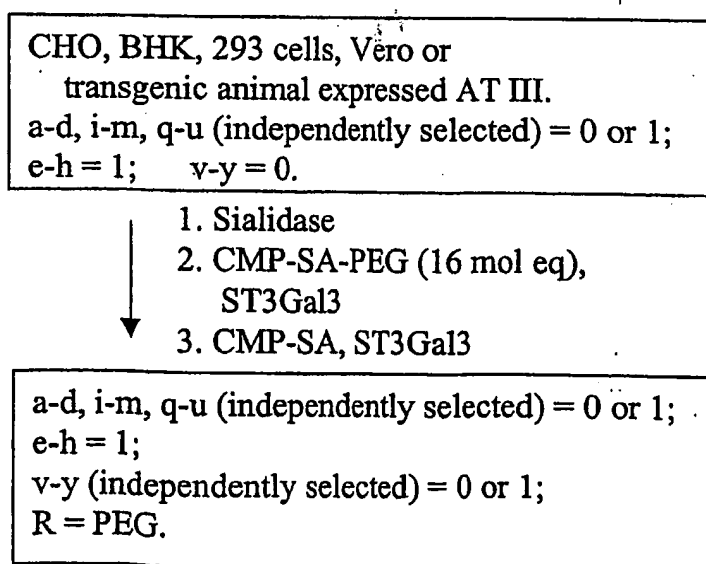 CHO, BHK, 293 cells, Vero or
transgenic animal expressed AT III.
a-d, i-m, q-u (independently selected) = 0 or 1;
e-h = 1; v-y = 0.
1. Sialidase
2. CMP-SA-PEG (16 mol eq),
ST3Gal3
3. CMP-SA, ST3Gal3
a-d, i-m, q-u (independently selected) = 0 or 1;
e-h = 1;
v-y (independently selected) = 0 or 1;
R = PEG.